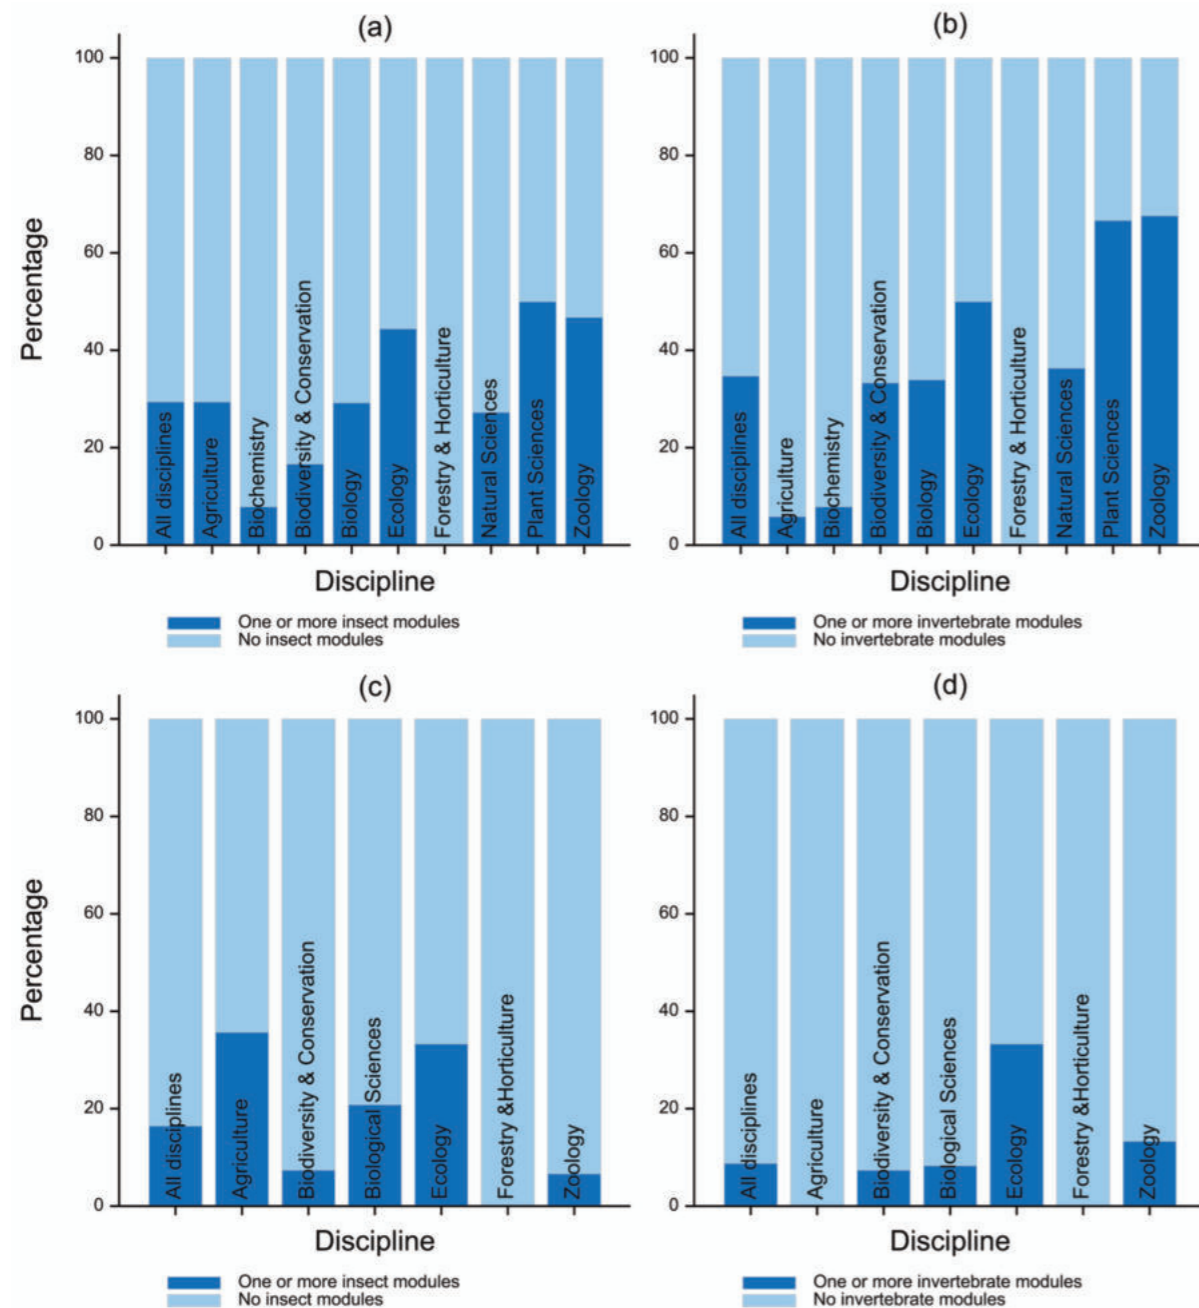 (a)
Percentage
100
80
60
40
20
0
All disciplines
Agriculture
Biochemistry
Biodiversity & Conservation
Biology
Ecology
Forestry & Horticulture
Natural Sciences
Plant Sciences
Zoology
Discipline
One or more insect modules
No insect modules
(b)
100
80
60
40
20
0
All disciplines
Agriculture
Biochemistry
Biodiversity & Conservation
Biology
Ecology
Forestry & Horticulture
Natural Sciences
Plant Sciences
Zoology
Discipline
One or more invertebrate modules
No invertebrate modules
(c)
Percentage
100
80
60
40
20
0
All disciplines
Agriculture
Biodiversity & Conservation
Biological Sciences
Ecology
Forestry &Horticulture
Zoology
Discipline
One or more insect modules
No insect modules
(d)
100
80
60
40
20
0
All disciplines
Agriculture
Biodiversity & Conservation
Biological Sciences
Ecology
Forestry &Horticulture
Zoology
Discipline
One or more invertebrate modules
No invertebrate modules